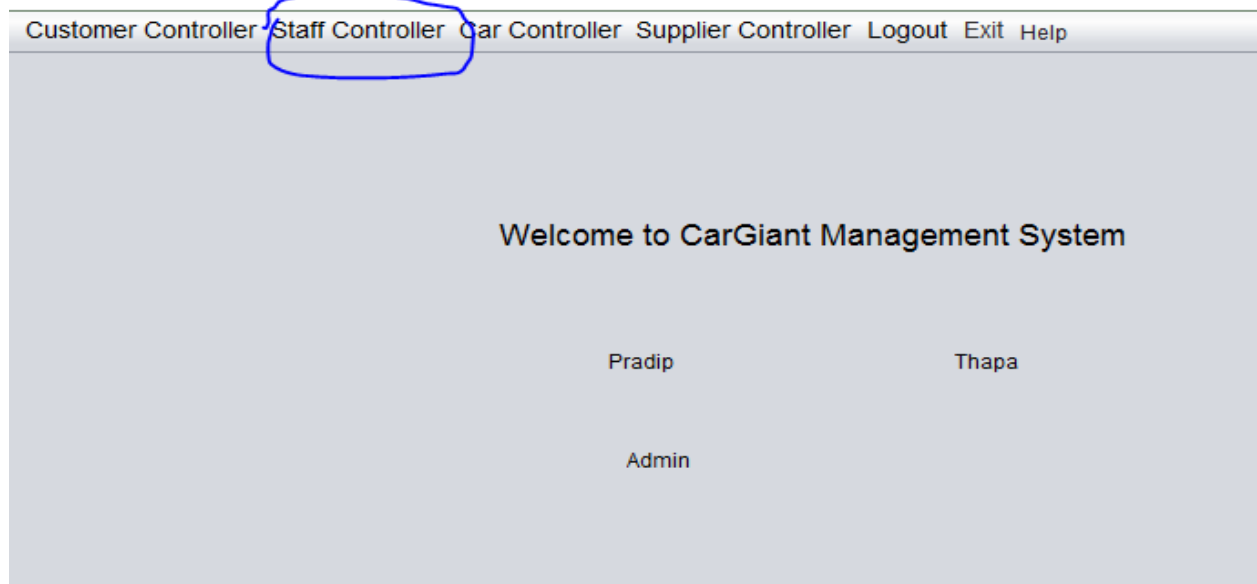 Customer Controller Staff Controller Car Controller Supplier Controller Logout Exit Help
Welcome to CarGiant Management System
Pradip Thapa
Admin